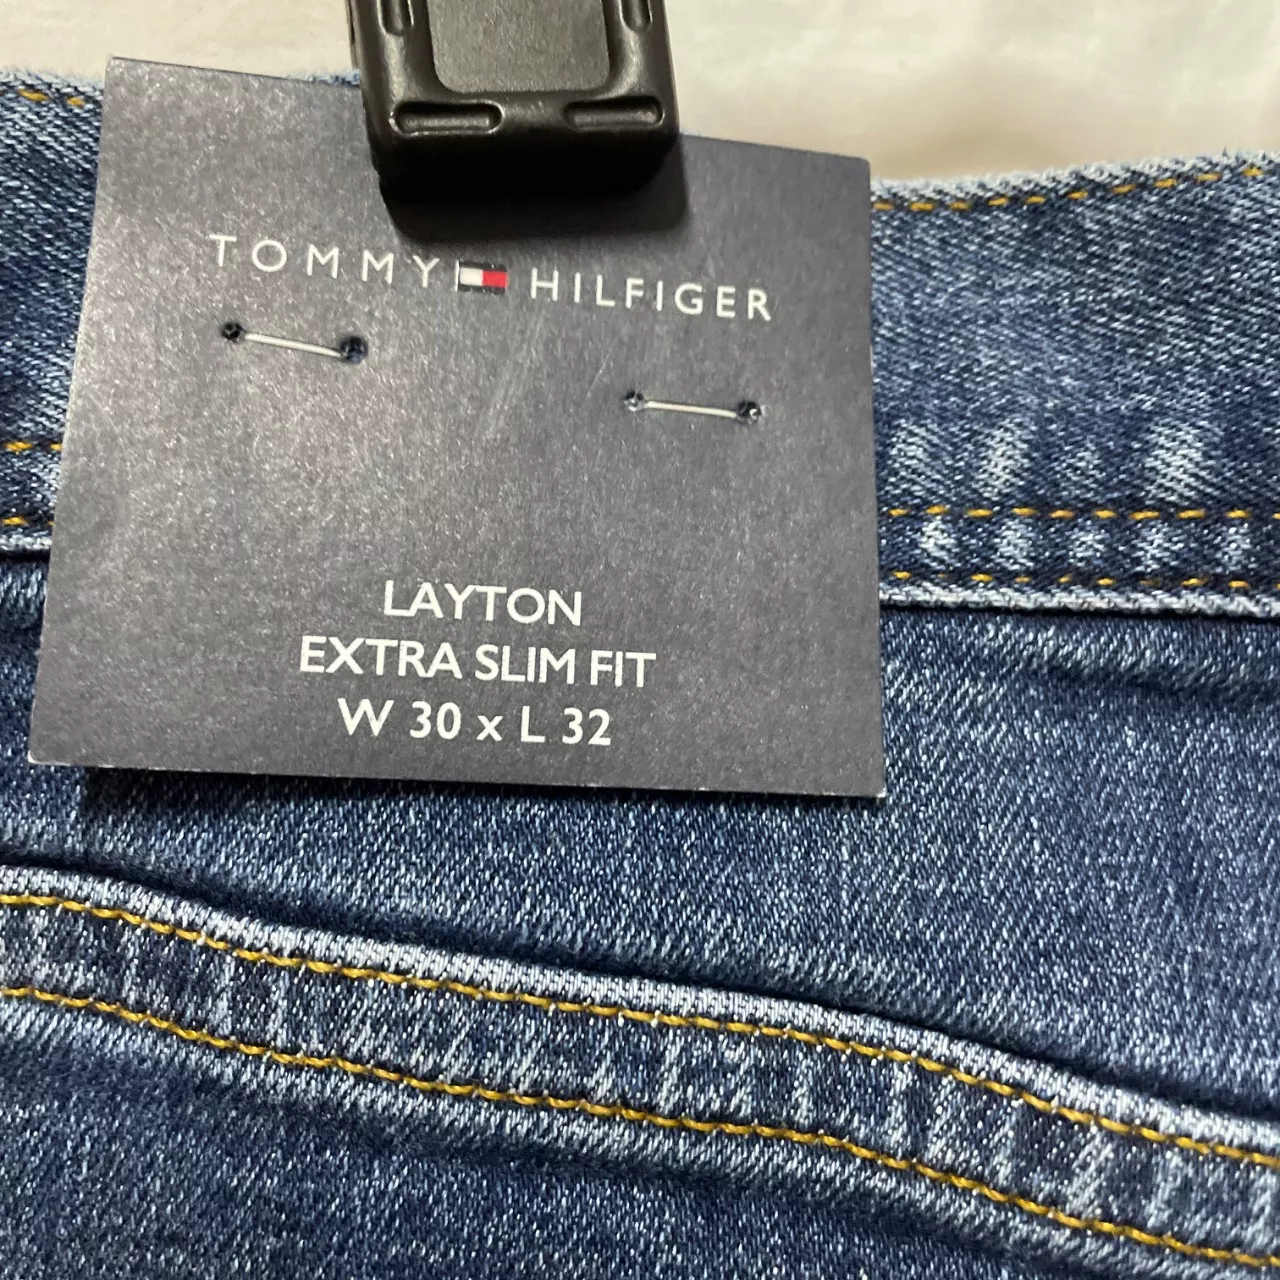 TOMMY HILFIGER
LAYTON
EXTRA SLIM FIT
W 30 x L 32